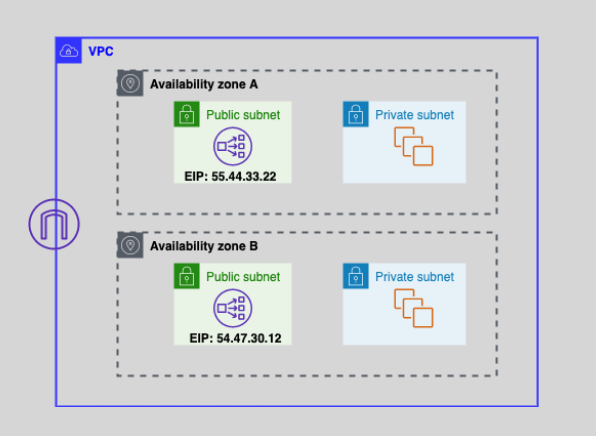 VPC
Availability zone A
Public subnet
Private subnet
EIP: 55.44.33.22
Availability zone B
Public subnet
Private subnet
EIP: 54.47.30.12